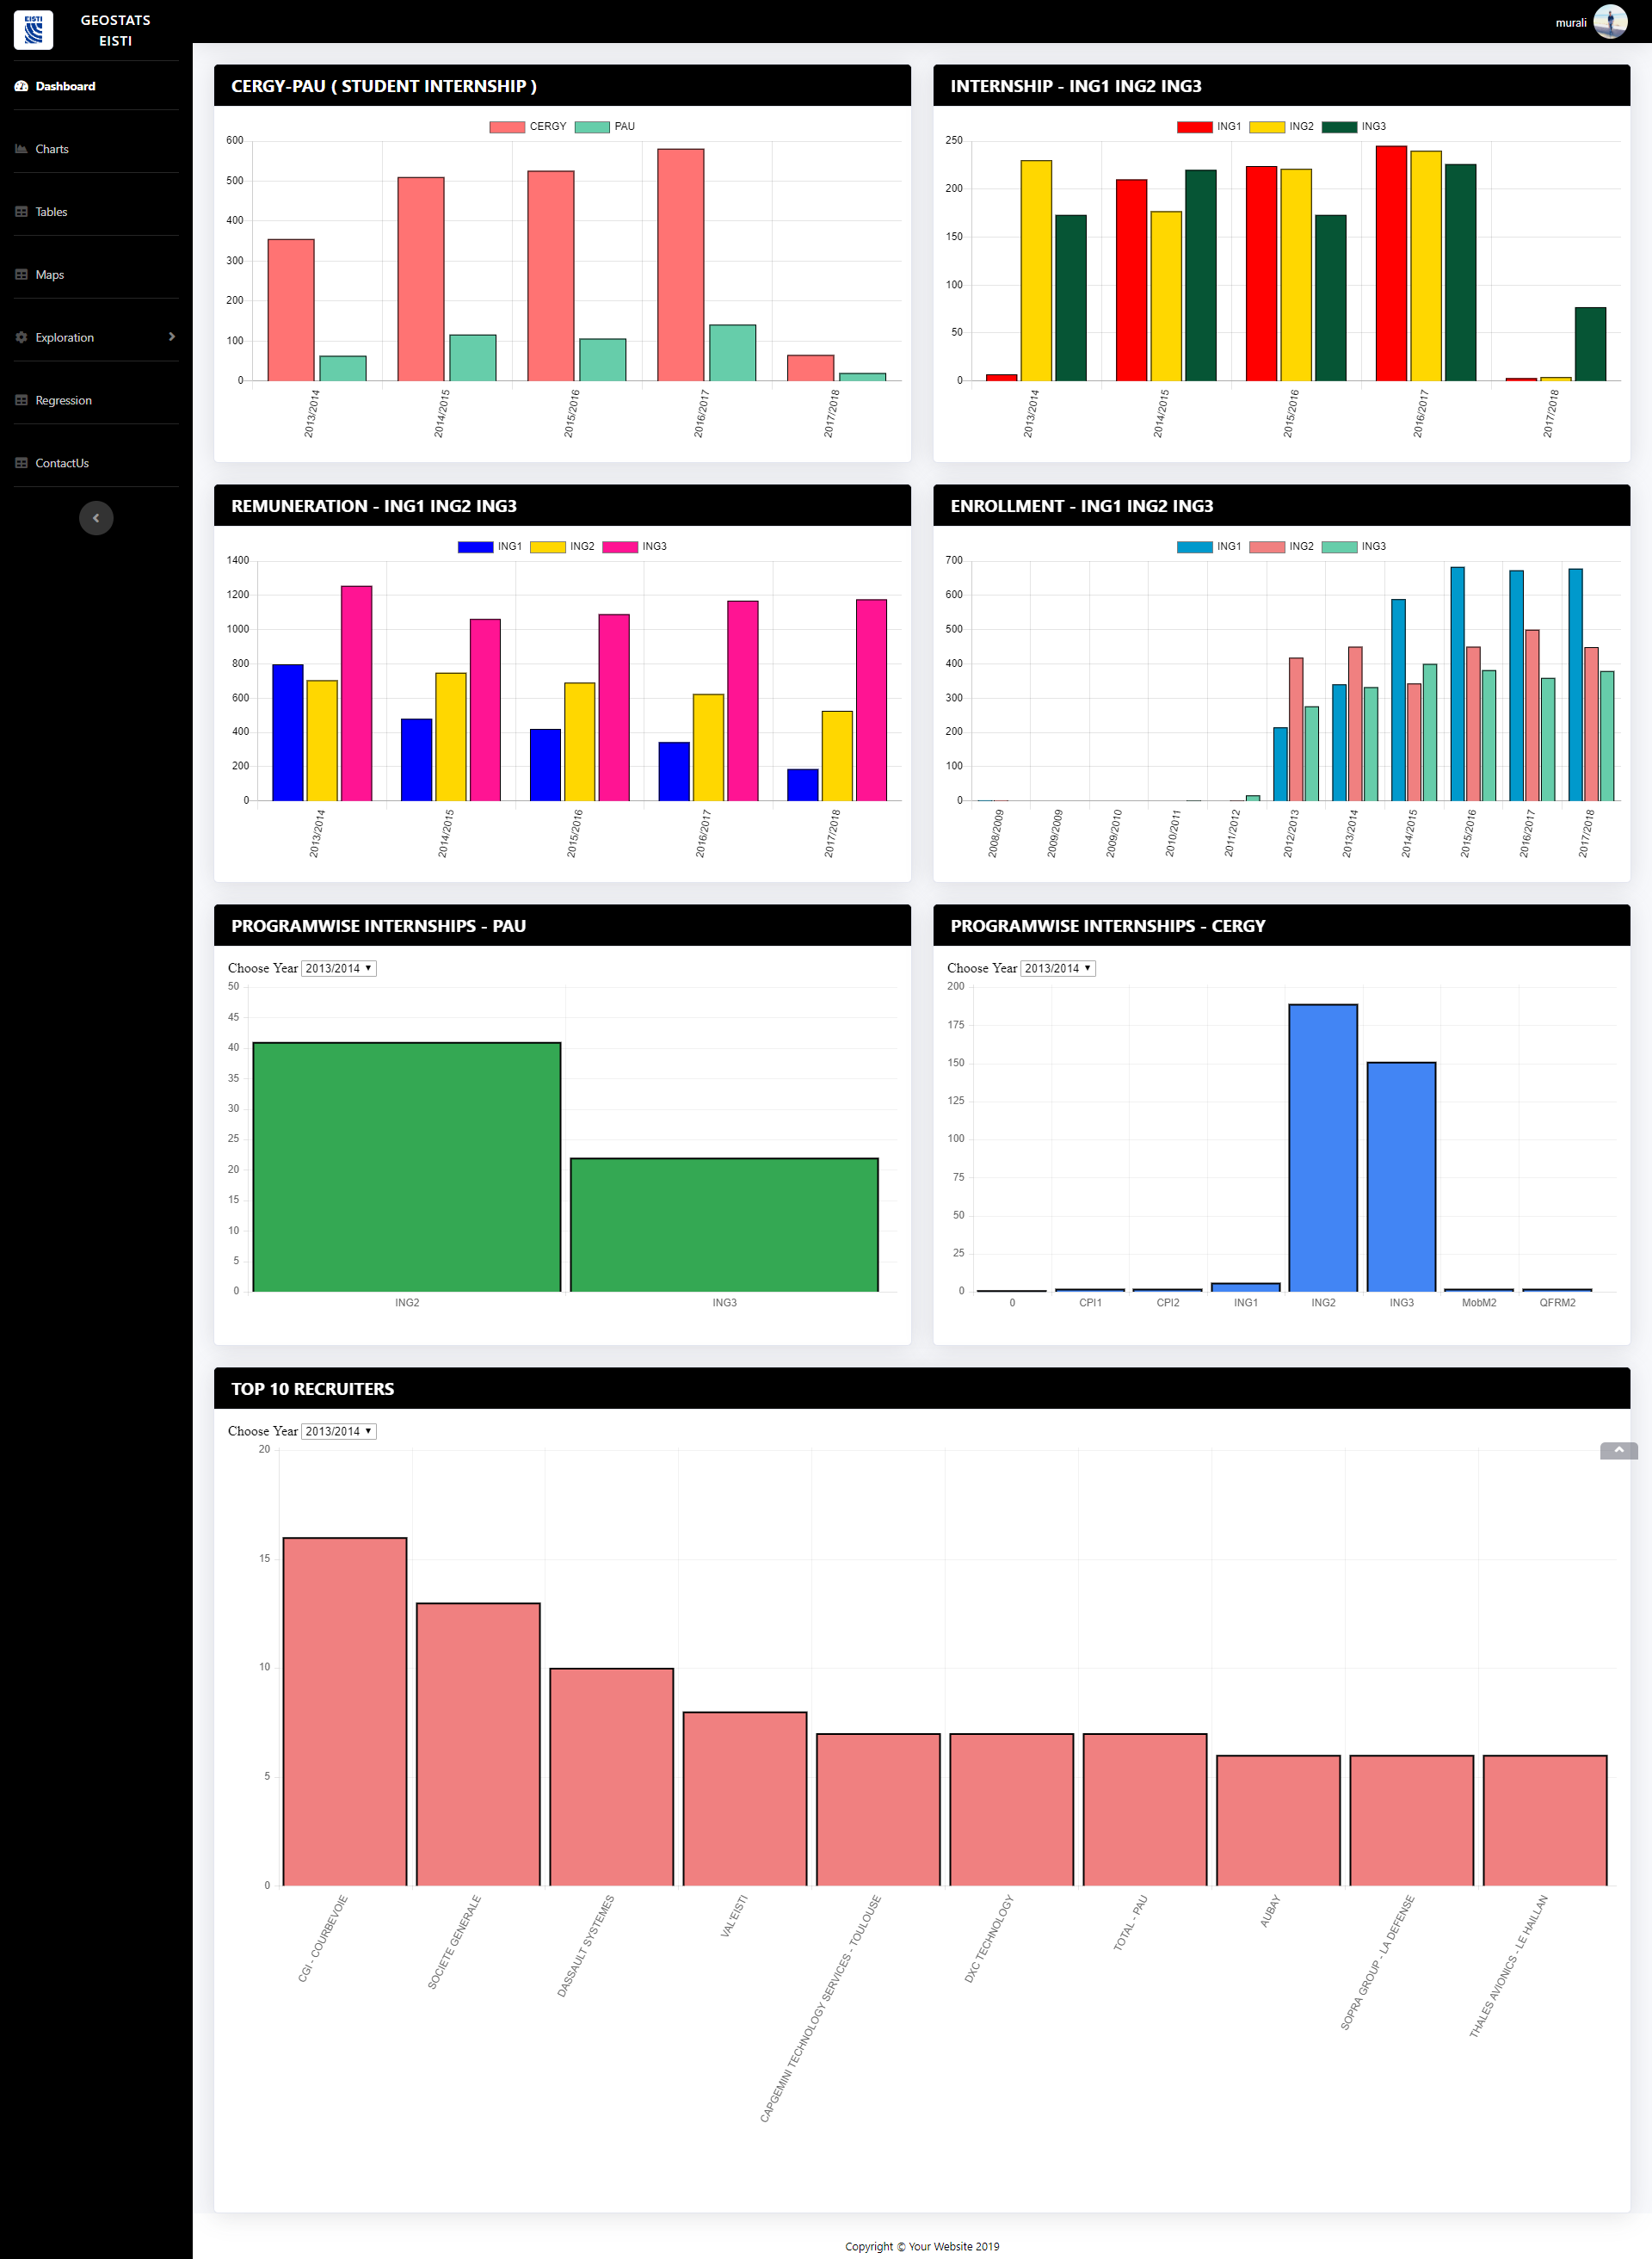 EISTI
GEOSTATS
EISTI
murali
Dashboard
Charts
Tables
Maps
Exploration
Regression
ContactUs
CERGY-PAU ( STUDENT INTERNSHIP )
CERGY PAU
600
500
400
300
200
100
0
2013/2014 2014/2015 2015/2016 2016/2017 2017/2018
INTERNSHIP - ING1 ING2 ING3
ING1 ING2 ING3
250
200
150
100
50
0
2013/2014 2014/2015 2015/2016 2016/2017 2017/2018
REMUNERATION - ING1 ING2 ING3
ING1 ING2 ING3
1400
1200
1000
800
600
400
200
0
2013/2014 2014/2015 2015/2016 2016/2017 2017/2018
ENROLLMENT - ING1 ING2 ING3
ING1 ING2 ING3
700
600
500
400
300
200
100
0
2008/2009 2009/2009 2009/2010 2010/2011 2011/2012 2012/2013 2013/2014 2014/2015 2015/2016 2016/2017 2017/2018
PROGRAMWISE INTERNSHIPS - PAU
Choose Year 2013/2014
50
45
40
35
30
25
20
15
10
5
0
ING2 ING3
PROGRAMWISE INTERNSHIPS - CERGY
Choose Year 2013/2014
200
175
150
125
100
75
50
25
0
0 CPI1 CPI2 ING1 ING2 ING3 MobM2 QFRM2
TOP 10 RECRUITERS
Choose Year 2013/2014
20
15
10
5
0
CGI - COURBEVOIE
SOCIETE GENERALE
DASSAULT SYSTEMES
VAL'EISTI
CAPGEMINI TECHNOLOGY SERVICES - TOULOUSE
DXC TECHNOLOGY
TOTAL - PAU
AUBAY
SOPRA GROUP - LA DEFENSE
THALES AVIONICS - LE HAILLAN
Copyright © Your Website 2019